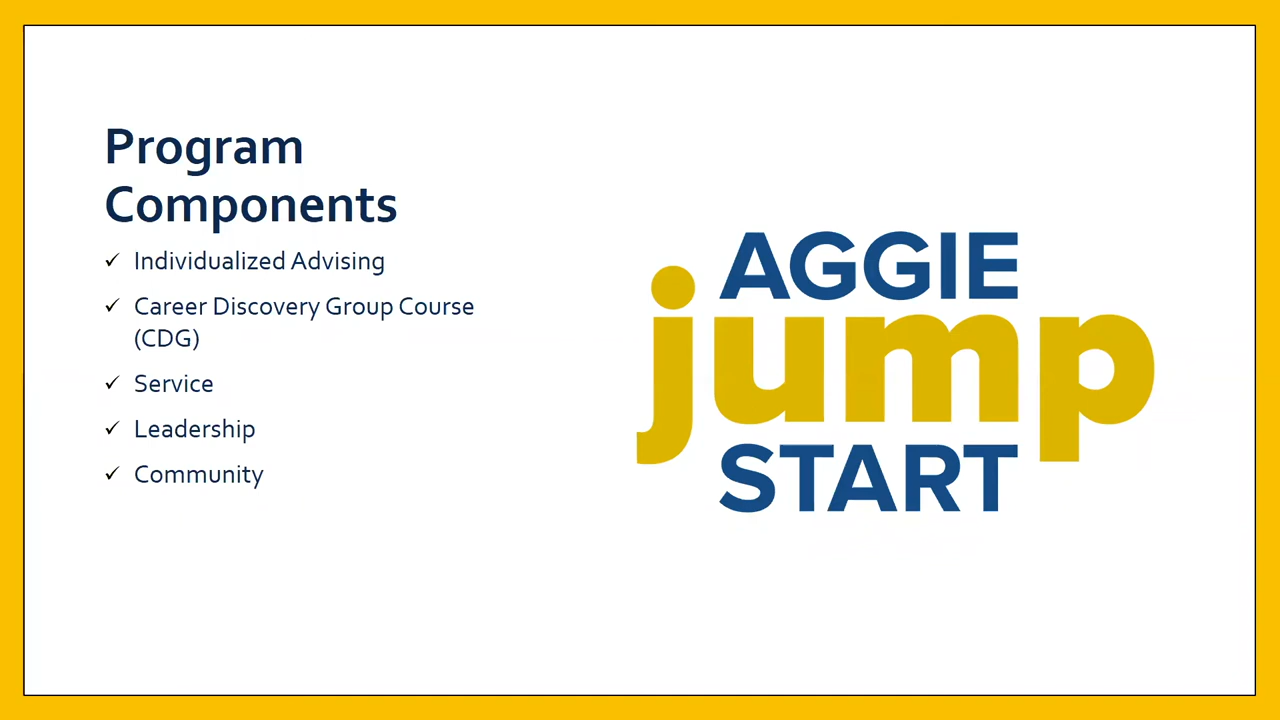 Program
Components
Individualized Advising
Career Discovery Group Course
(CDG)
Service
Leadership
Community
AGGIE
jump
START